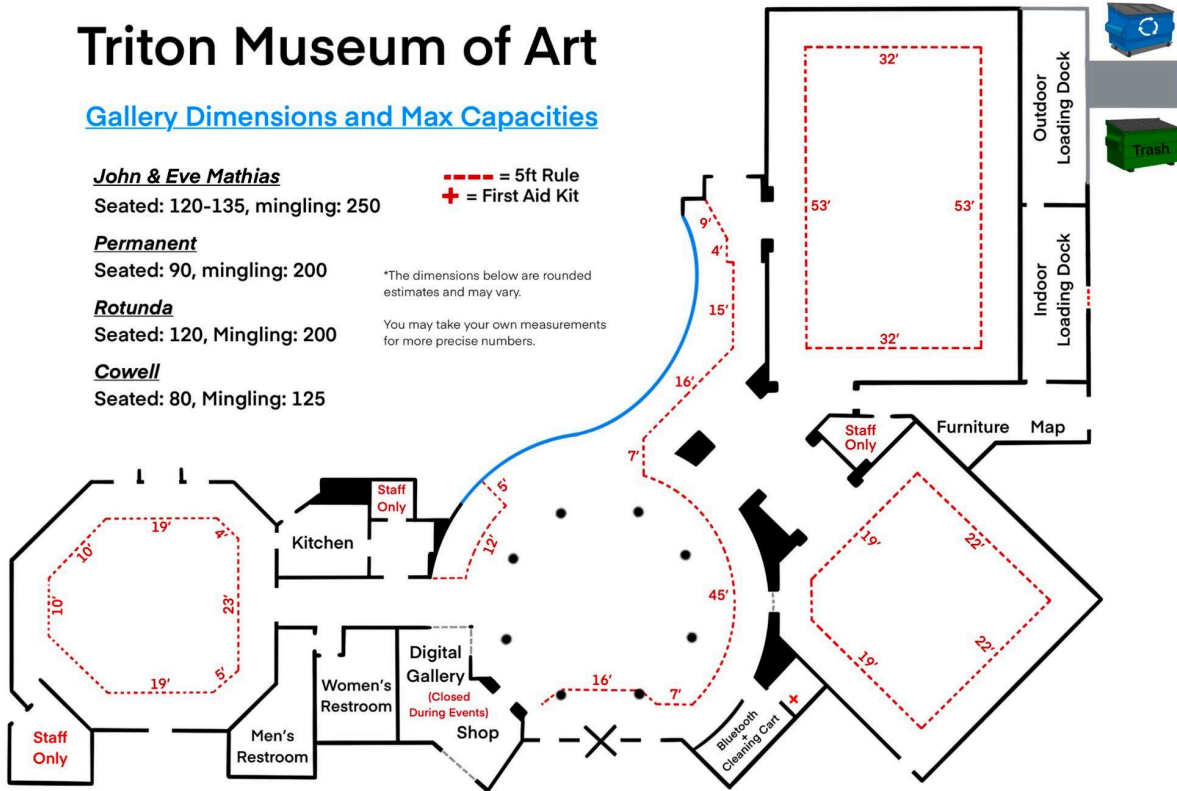 Triton Museum of Art
Gallery Dimensions and Max Capacities
John & Eve Mathias
Seated: 120-135, mingling: 250
Permanent
Seated: 90, mingling: 200
Rotunda
Seated: 120, Mingling: 200
Cowell
Seated: 80, Mingling: 125
= 5ft Rule
= First Aid Kit
*The dimensions below are rounded
estimates and may vary.
You may take your own measurements
for more precise numbers.
32'
53'
53'
32'
Outdoor
Loading Dock
Indoor
Loading Dock
Trash
9'
4'
15'
16'
7'
Staff
Only
Furniture Map
19'
22'
22'
19'
5'
12'
45'
16'
7'
Staff
Only
Kitchen
19'
4'
10'
10'
23'
19'
5'
Staff
Only
Men's
Restroom
Women's
Restroom
Digital
Gallery
(Closed
During Events)
Shop
Bluetooth
+
Cleaning Cart